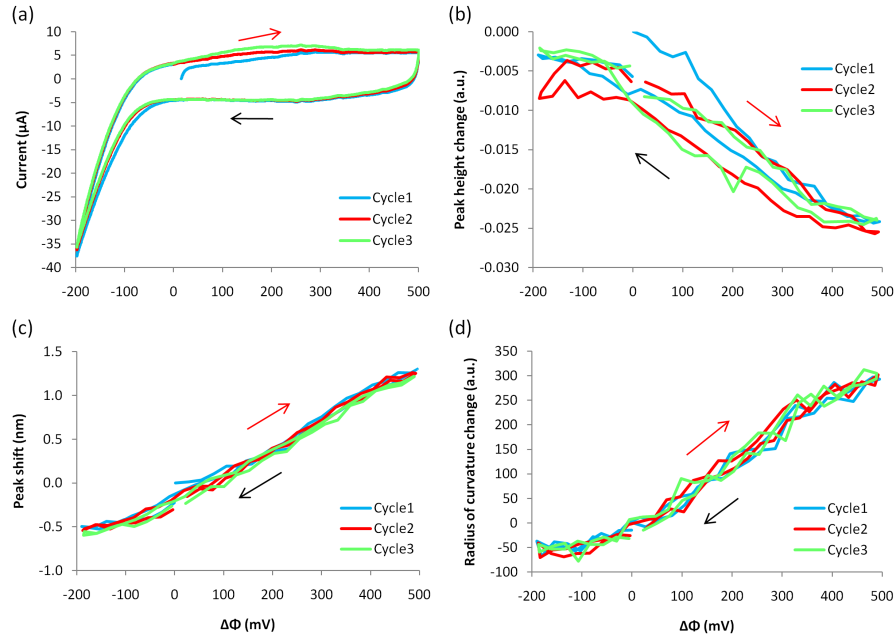 (a)
Current (µA)
10
5
0
-5
-10
-15
-20
-25
-30
-35
-40
-200 -100 0 100 200 300 400 500
Cycle1
Cycle2
Cycle3
(b)
Peak height change (a.u.)
0.000
-0.005
-0.010
-0.015
-0.020
-0.025
-0.030
-200 -100 0 100 200 300 400 500
Cycle1
Cycle2
Cycle3
(c)
Peak shift (nm)
1.5
1.0
0.5
0.0
-0.5
-1.0
-200 -100 0 100 200 300 400 500
ΔΦ (mV)
Cycle1
Cycle2
Cycle3
(d)
Radius of curvature change (a.u.)
350
300
250
200
150
100
50
0
-50
-100
-200 -100 0 100 200 300 400 500
ΔΦ (mV)
Cycle1
Cycle2
Cycle3